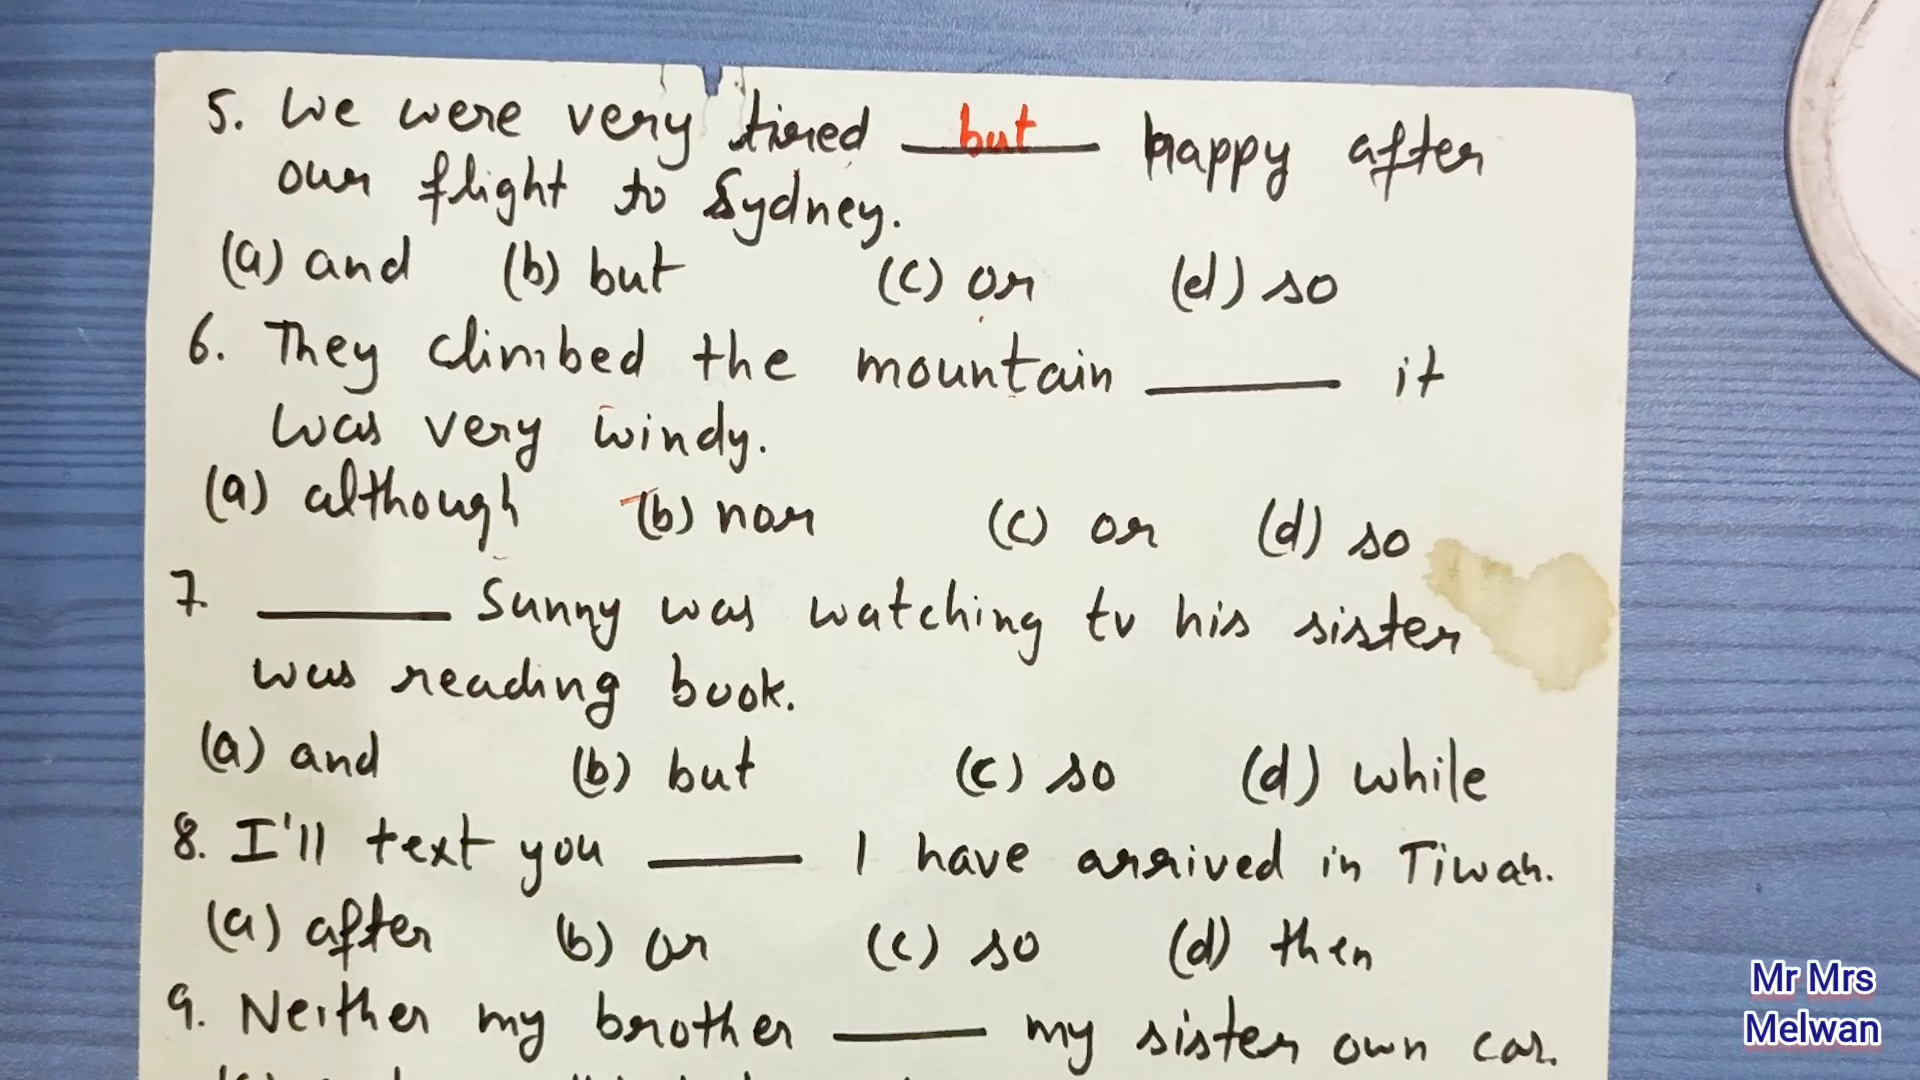 5. We were very tired but happy after
our flight to Sydney.
(a) and (b) but (c) or (d) so
6. They climbed the mountain ______ it
was very windy.
(a) although (b) nor (c) or (d) so
7. ______ Sunny was watching tv his sister
was reading book.
(a) and (b) but (c) so (d) while
8. I'll text you ______ I have arrived in Tiwan.
(a) after (b) or (c) so (d) then
9. Neither my brother ______ my sister own car.
Mr Mrs
Melwan